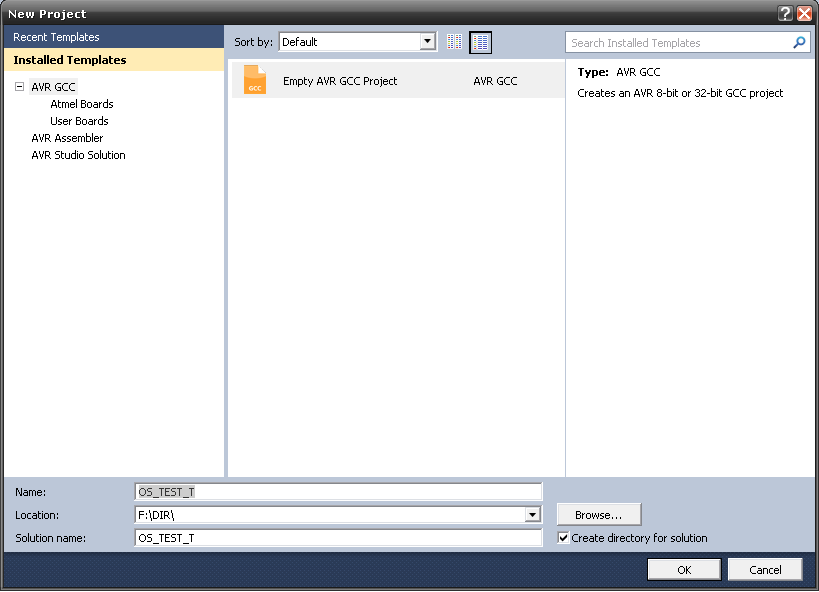 New Project
Recent Templates
Installed Templates
AVR GCC
Atmel Boards
User Boards
AVR Assembler
AVR Studio Solution
Sort by: Default
GCC Empty AVR GCC Project AVR GCC
Search Installed Templates
Type: AVR GCC
Creates an AVR 8-bit or 32-bit GCC project
Name: OS_TEST_T
Location: F:\DIR\ Browse...
Solution name: OS_TEST_T Create directory for solution
OK Cancel